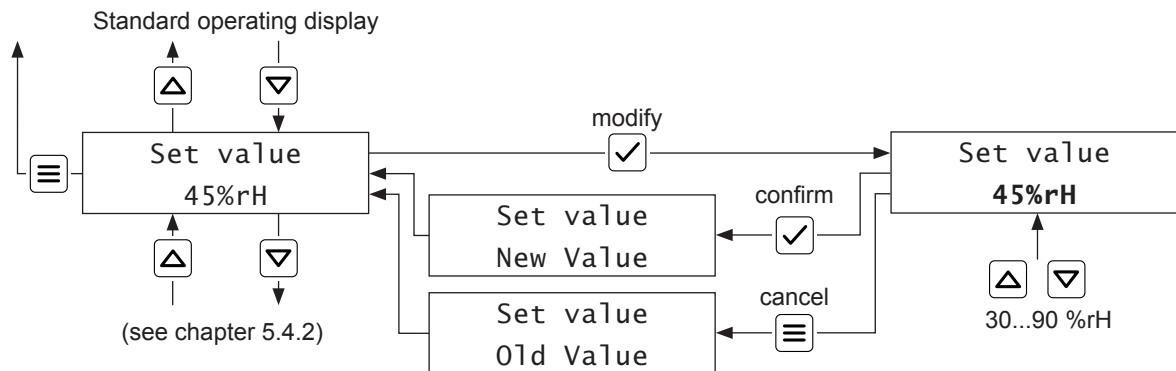 Standard operating display
modify
Set value
45%rH
Set value
45%rH
confirm
Set value
New Value
cancel
Set value
Old Value
(see chapter 5.4.2)
30...90 %rH